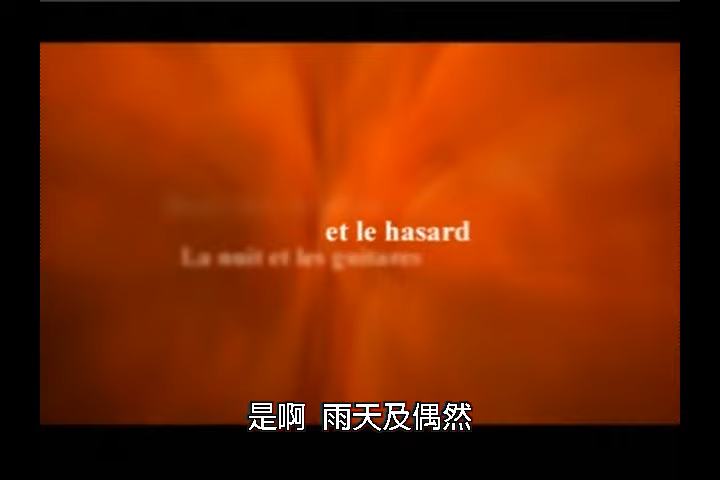 et le hasard
La nuit et les guitares
是啊 雨天及偶然